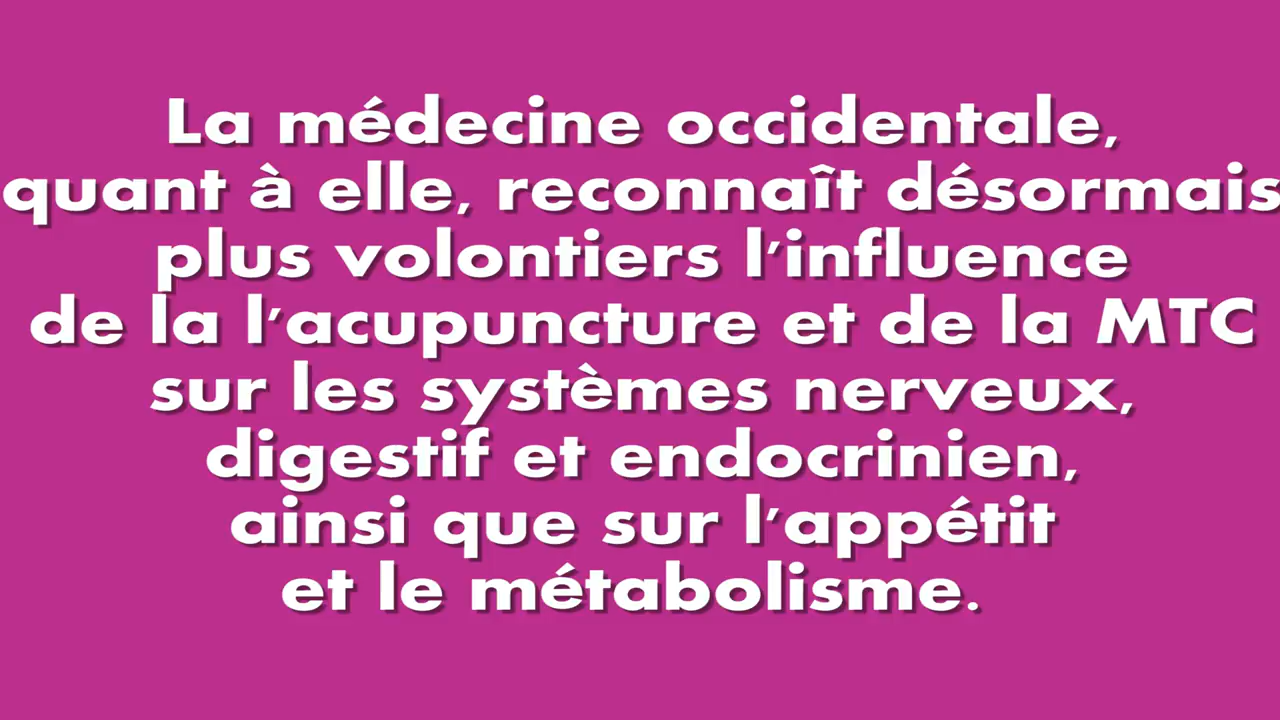 La médecine occidentale,
quant à elle, reconnaît désormais
plus volontiers l'influence
de la l'acupuncture et de la MTC
sur les systèmes nerveux,
digestif et endocrinien,
ainsi que sur l'appétit
et le métabolisme.